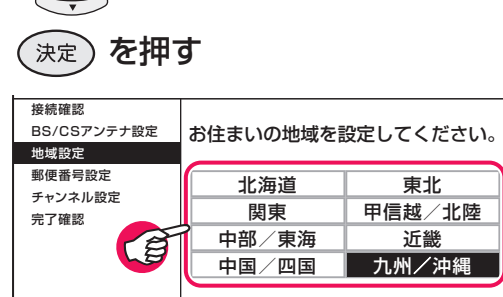 決定 を押す
接続確認
BS/CSアンテナ設定
地域設定
郵便番号設定
チャンネル設定
完了確認
お住まいの地域を設定してください。
北海道 東北
関東 甲信越／北陸
中部／東海 近畿
中国／四国 九州／沖縄